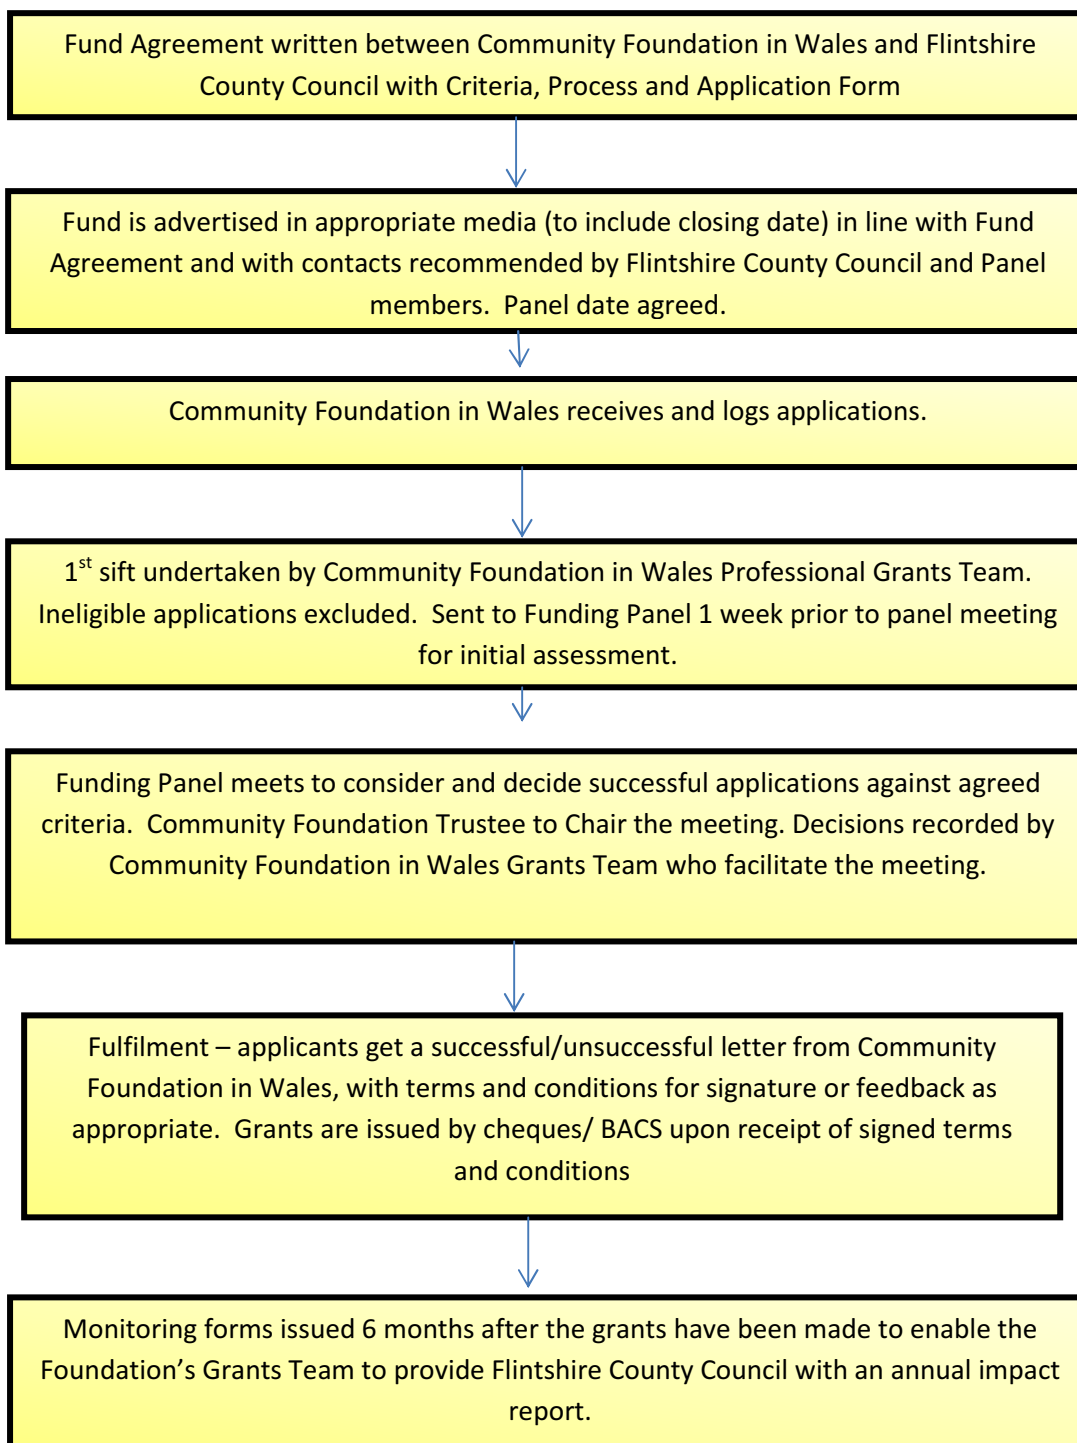 Fund Agreement written between Community Foundation in Wales and Flintshire
County Council with Criteria, Process and Application Form
Fund is advertised in appropriate media (to include closing date) in line with Fund
Agreement and with contacts recommended by Flintshire County Council and Panel
members.  Panel date agreed.
Community Foundation in Wales receives and logs applications.
1st sift undertaken by Community Foundation in Wales Professional Grants Team.
Ineligible applications excluded.  Sent to Funding Panel 1 week prior to panel meeting
for initial assessment.
Funding Panel meets to consider and decide successful applications against agreed
criteria.  Community Foundation Trustee to Chair the meeting. Decisions recorded by
Community Foundation in Wales Grants Team who facilitate the meeting.
Fulfilment – applicants get a successful/unsuccessful letter from Community
Foundation in Wales, with terms and conditions for signature or feedback as
appropriate.  Grants are issued by cheques/ BACS upon receipt of signed terms
and conditions
Monitoring forms issued 6 months after the grants have been made to enable the
Foundation’s Grants Team to provide Flintshire County Council with an annual impact
report.